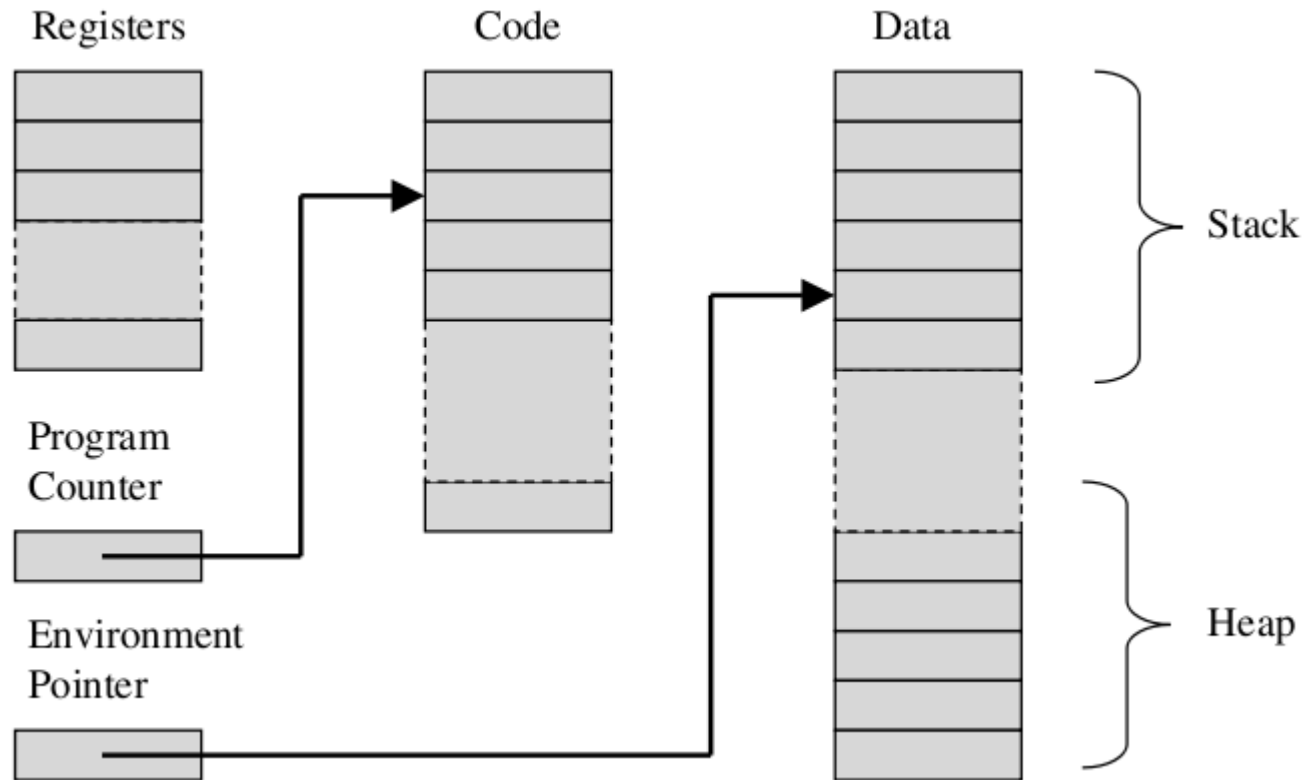 Registers
Code
Data
Stack
Program
Counter
Environment
Pointer
Heap